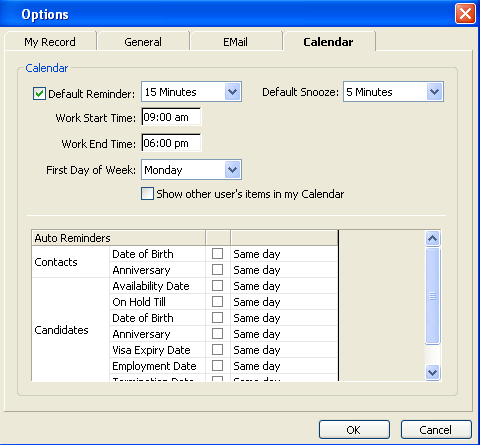 Options
My Record General EMail Calendar
Calendar
Default Reminder: 15 Minutes Default Snooze: 5 Minutes
Work Start Time: 09:00 am
Work End Time: 06:00 pm
First Day of Week: Monday
Show other user's items in my Calendar
Auto Reminders
Contacts
Date of Birth Same day
Anniversary Same day
Candidates
Availability Date Same day
On Hold Till Same day
Date of Birth Same day
Anniversary Same day
Visa Expiry Date Same day
Employment Date Same day
Termination Date Same day
OK Cancel